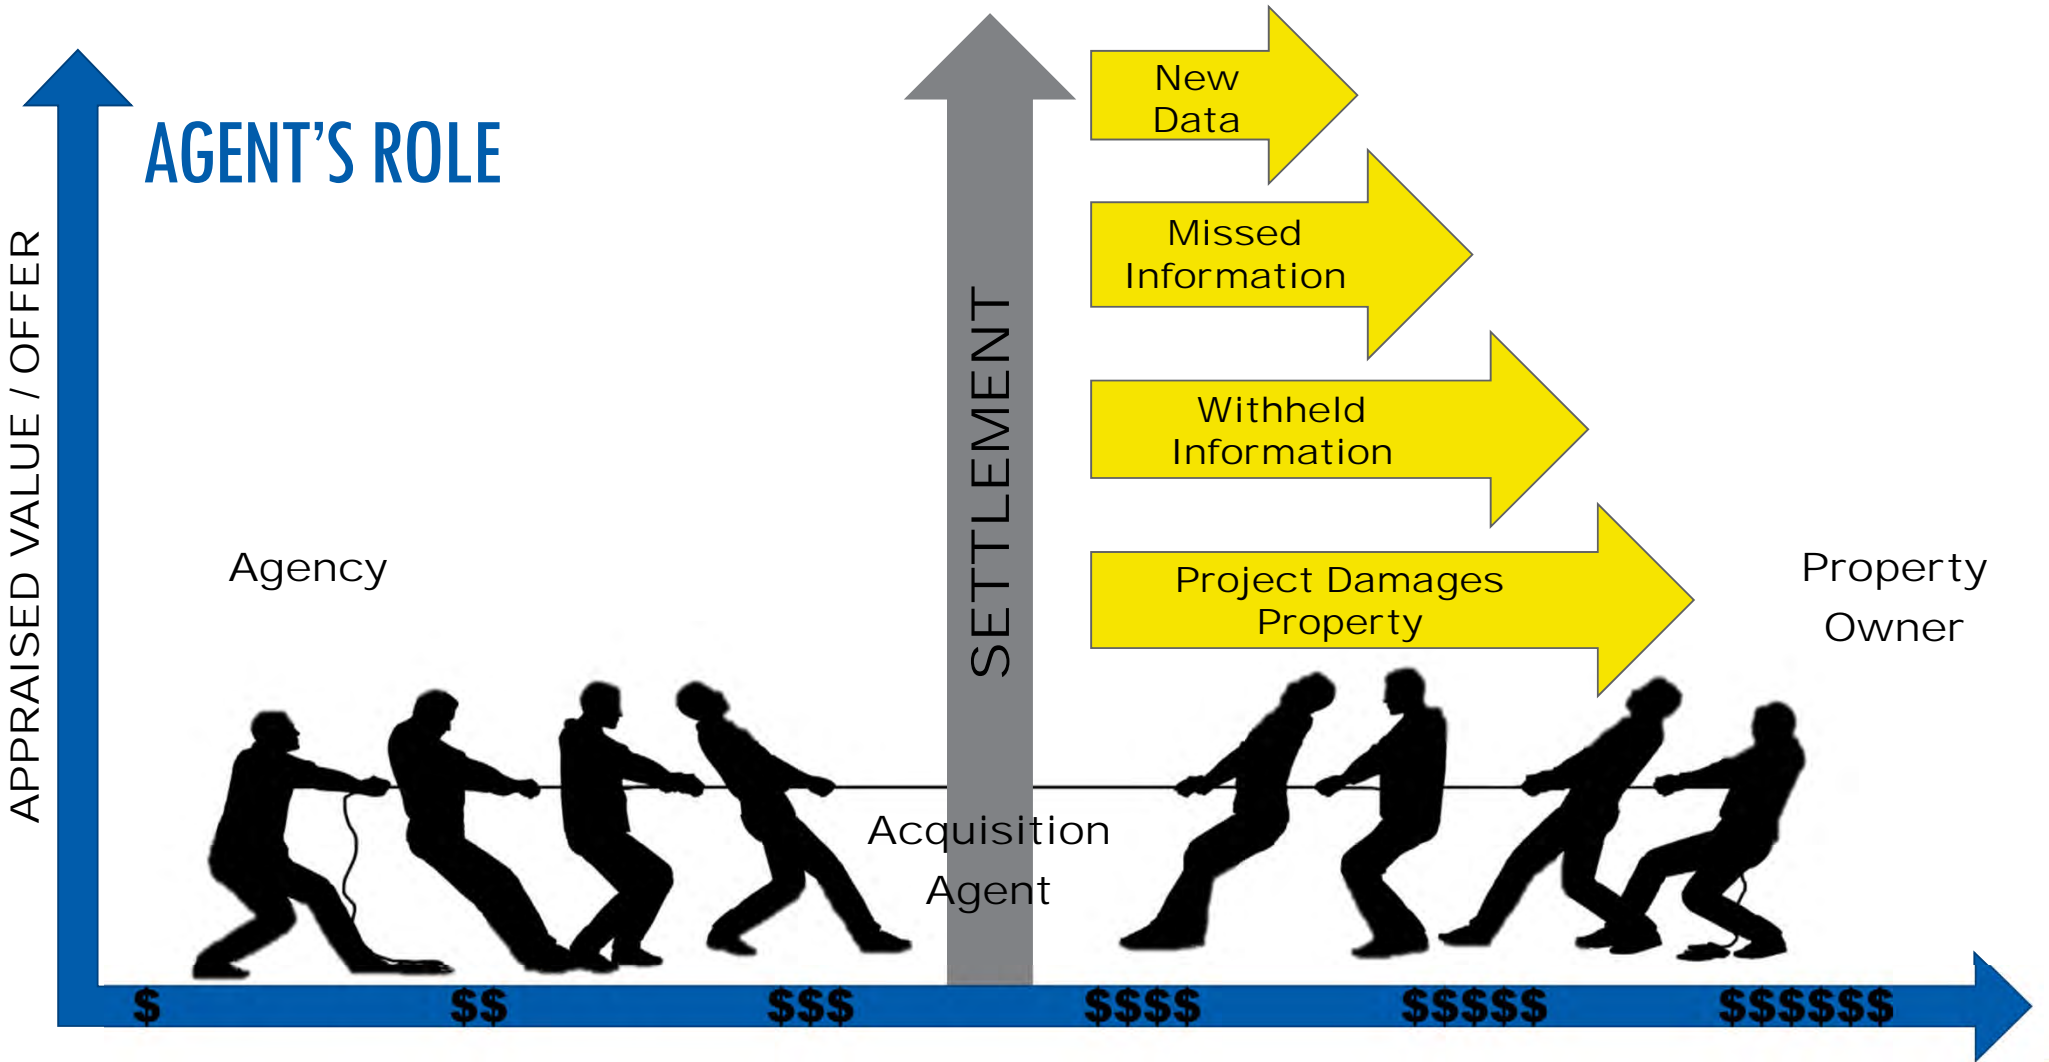 AGENT'S ROLE
APPRAISED VALUE / OFFER
SETTLEMENT
New
Data
Missed
Information
Withheld
Information
Project Damages
Property
Agency
Property
Owner
Acquisition
Agent
$ $$ $$$ $$$$ $$$$$ $$$$$$